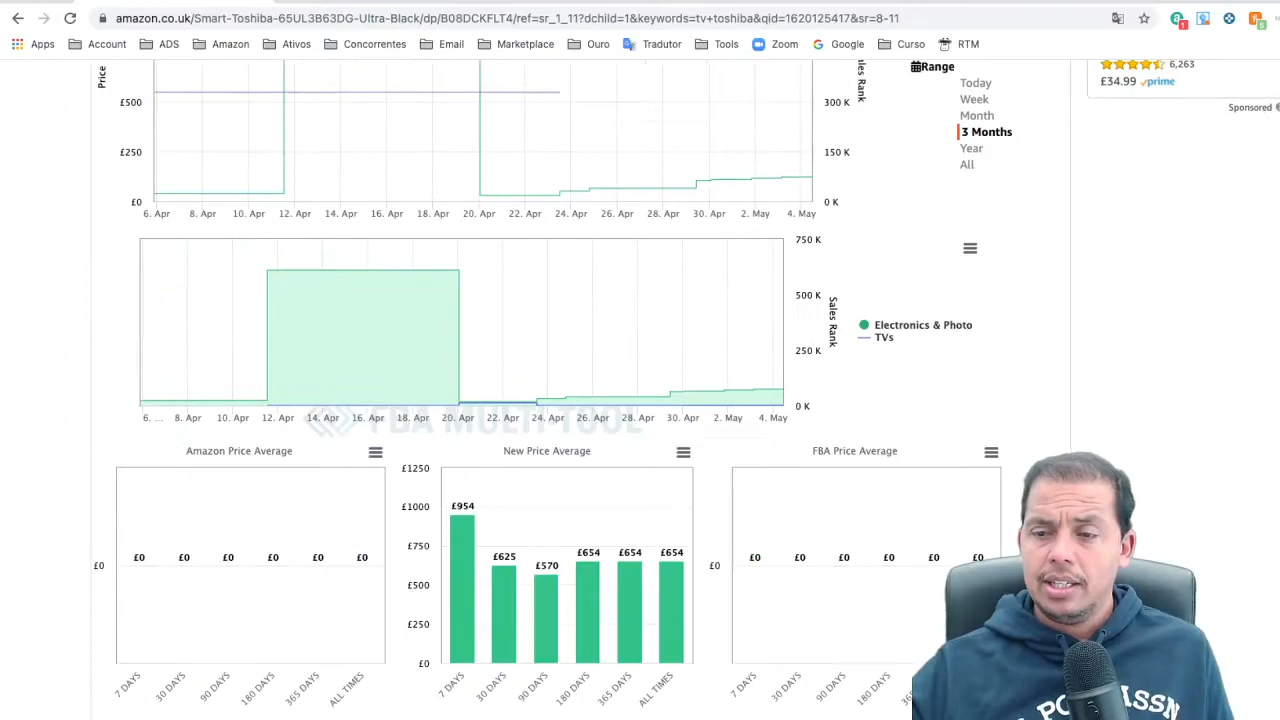 amazon.co.uk/Smart-Toshiba-65UL3B63DG-Ultra-Black/dp/B08DCKFLT4/ref=sr_1_11?dchild=1&keywords=tv+toshiba&qid=1620125417&sr=8-11
1
5
Apps Account ADS Amazon Ativos Concorrentes Email Marketplace Ouro Tradutor Tools Zoom Google Curso RTM
Price
£500
£250
£0
300 K
150 K
0 K
6. Apr 8. Apr 10. Apr 12. Apr 14. Apr 16. Apr 18. Apr 20. Apr 22. Apr 24. Apr 26. Apr 28. Apr 30. Apr 2. May 4. May
Range
Today
Week
Month
3 Months
Year
All
6,263
£34.99 prime
Sponsored
750 K
500 K
250 K
0 K
Sales Rank
Electronics & Photo
TVs
6. ... 8. Apr 10. Apr 12. Apr 14. Apr 16. Apr 18. Apr 20. Apr 22. Apr 24. Apr 26. Apr 28. Apr 30. Apr 2. May 4. May
FBA MULTI-TOOL
Amazon Price Average
£0
£0 £0 £0 £0 £0 £0
7 DAYS 30 DAYS 90 DAYS 180 DAYS 365 DAYS ALL TIMES
New Price Average
£1250
£1000
£750
£500
£250
£0
£954 £625 £570 £654 £654 £654
7 DAYS 30 DAYS 90 DAYS 180 DAYS 365 DAYS ALL TIMES
FBA Price Average
£0
£0 £0 £0 £0 £0 £0
7 DAYS 30 DAYS 90 DAYS 180 DAYS